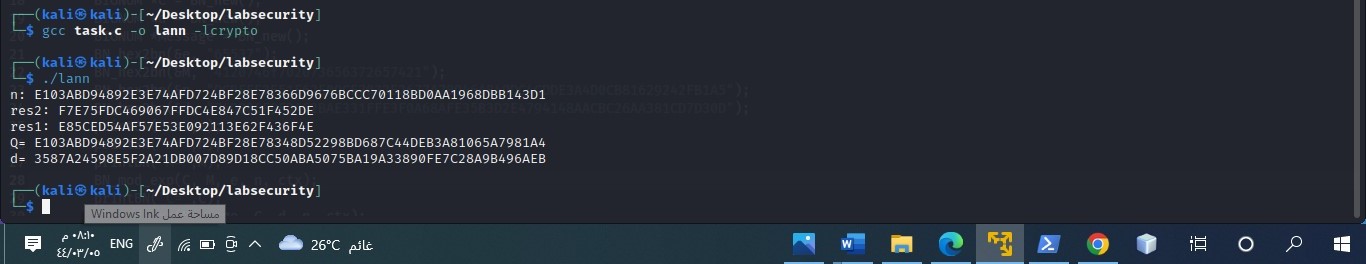 ┌──(kali㉿kali)-[~/Desktop/labsecurity]
└─$ gcc task.c -o lann -lcrypto
┌──(kali㉿kali)-[~/Desktop/labsecurity]
└─$ ./lann
n: E103ABD94892E3E74AFD724BF28E78366D9676BCCC70118BD0AA1968DBB143D1
res2: F7E75FDC469067FFDC4E847C51F452DE
res1: E85CED54AF57E53E092113E62F436F4E
Q= E103ABD94892E3E74AFD724BF28E78348D52298BD687C44DEB3A81065A7981A4
d= 3587A24598E5F2A21DB007D89D18CC50ABA5075BA19A33890FE7C28A9B496AEB
┌──(kali㉿kali)-[~/Desktop/labsecurity]
└─$
Windows Ink مساحة عمل
٠٨:١٠ م
٤٤/٠٣/٠٥
ENG
26°C غائم